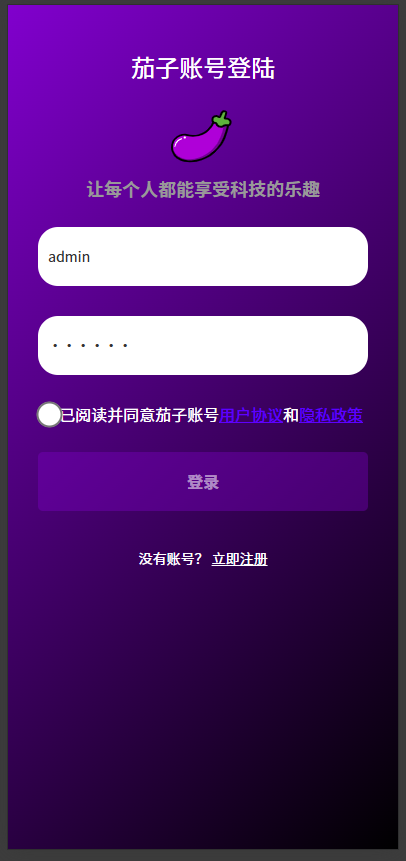 茄子账号登陆
让每个人都能享受科技的乐趣
admin
••••••
已阅读并同意茄子账号用户协议和隐私政策
登录
没有账号？ 立即注册